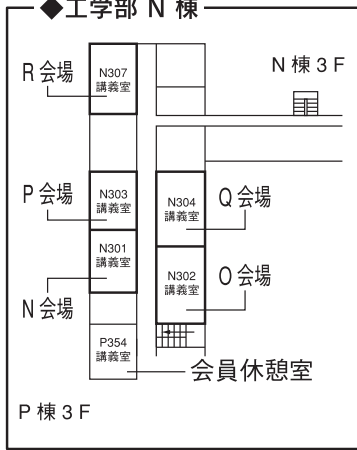 ◆工学部 N 棟
R 会場
N307
講義室
N 棟 3 F
P 会場
N303
講義室
N304
講義室
Q 会場
N301
講義室
N302
講義室
O 会場
N 会場
P354
講義室
会員休憩室
P 棟 3 F